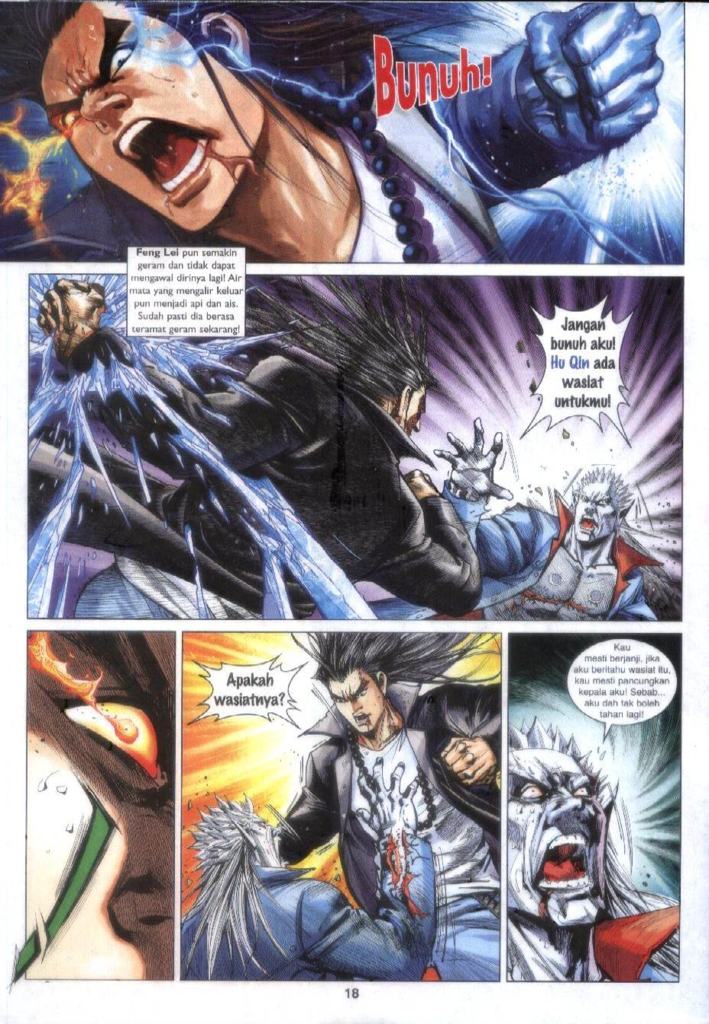 Bunuh!
Feng Lei pun semakin
geram dan tidak dapat
mengawal dirinya lagi! Air
mata yang mengalir keluar
pun menjadi api dan ais.
Sudah pasti dia berasa
teramat geram sekarang!
Jangan
bunuh aku!
Hu Qin ada
wasiat
untukmu!
Apakah
wasiatnya?
Kau
mesti berjanji, jika
aku beritahu wasiat itu,
kau mesti pancungkan
kepala aku! Sebab...
aku dah tak boleh
tahan lagi!
18